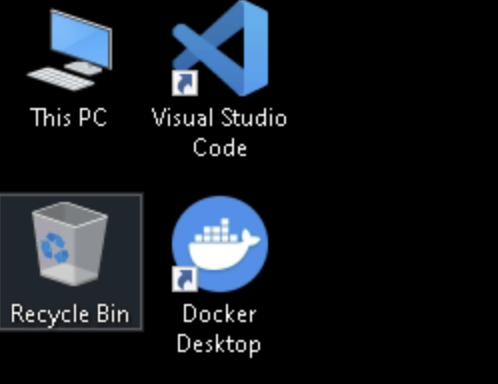 This PC
Visual Studio
Code
Recycle Bin
Docker
Desktop